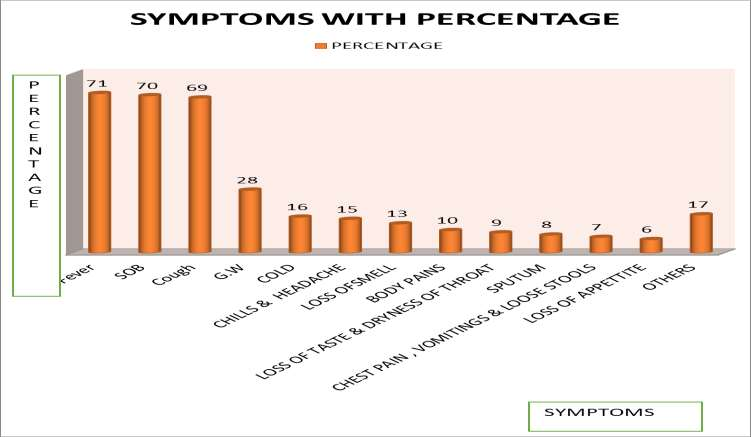 SYMPTOMS WITH PERCENTAGE
PERCENTAGE
PERCENTAGE
71
70
69
28
16
15
13
10
9
8
7
6
17
SOB
Cough
G.W
COLD
CHILLS & HEADACHE
LOSS OFSMELL
BODY PAINS
LOSS OF TASTE & DRYNESS OF THROAT
SPUTUM
CHEST PAIN , VOMITINGS & LOOSE STOOLS
LOSS OF APPETTITE
OTHERS
SYMPTOMS